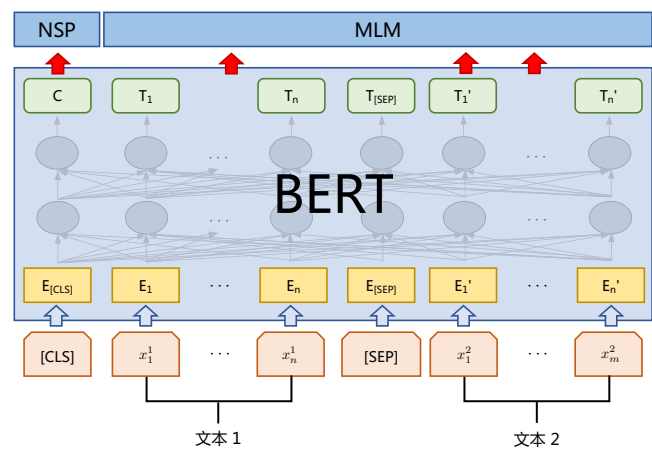 NSP MLM
C T₁ Tₙ T[SEP] T₁' Tₙ'
... ...
BERT
... ...
E[CLS] E₁ ... Eₙ E[SEP] E₁' ... Eₙ'
[CLS] x₁¹ ... xₙ¹ [SEP] x₁² ... xₘ²
文本 1 文本 2